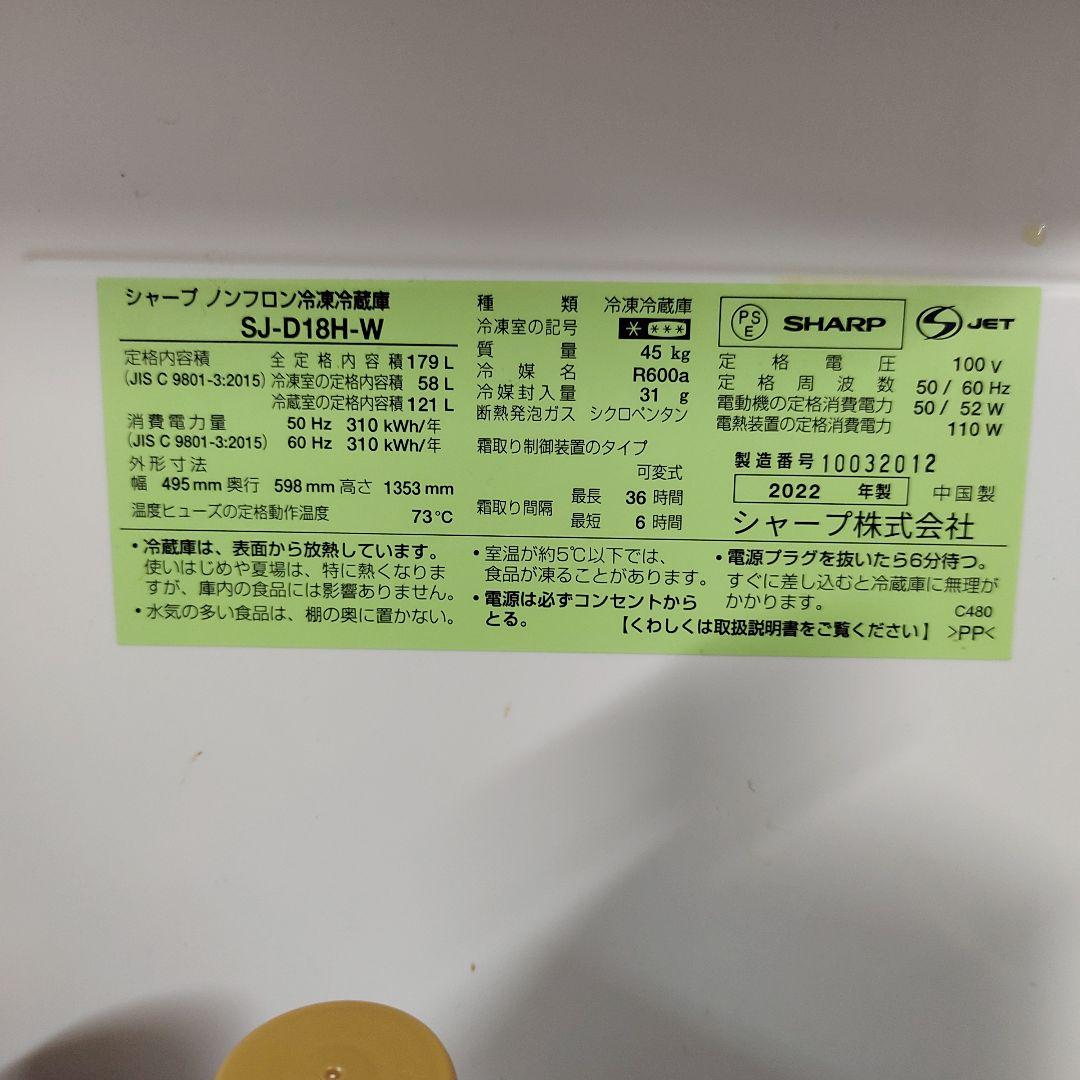 シャープ ノンフロン冷凍冷蔵庫
SJ-D18H-W
定格内容積 全定格内容積 179 L
(JIS C 9801-3:2015) 冷凍室の定格内容積 58 L
冷蔵室の定格内容積 121 L
消費電力量 50 Hz 310 kWh/年
(JIS C 9801-3:2015) 60 Hz 310 kWh/年
外形寸法
幅 495 mm 奥行 598 mm 高さ 1353 mm
温度ヒューズの定格動作温度 73℃
種類 冷凍冷蔵庫
冷凍室の記号 * ***
質量 45 kg
冷媒名 R600a
冷媒封入量 31 g
断熱発泡ガス シクロペンタン
霜取り制御装置のタイプ
可変式
霜取り間隔 最長 36 時間
最短 6 時間
PSE SHARP JET
定格電圧 100 V
定格周波数 50 / 60 Hz
電動機の定格消費電力 50 / 52 W
電熱装置の定格消費電力 110 W
製造番号 10032012
2022 年製 中国製
シャープ株式会社
・冷蔵庫は、表面から放熱しています。
使いはじめや夏場は、特に熱くなりま
すが、庫内の食品には影響ありません。
・水気の多い食品は、棚の奥に置かない。
・室温が約5℃以下では、
食品が凍ることがあります。
・電源は必ずコンセントから
とる。
・電源プラグを抜いたら6分待つ。
すぐに差し込むと冷蔵庫に無理が
かかります。
C480
【くわしくは取扱説明書をご覧ください】 >PP<